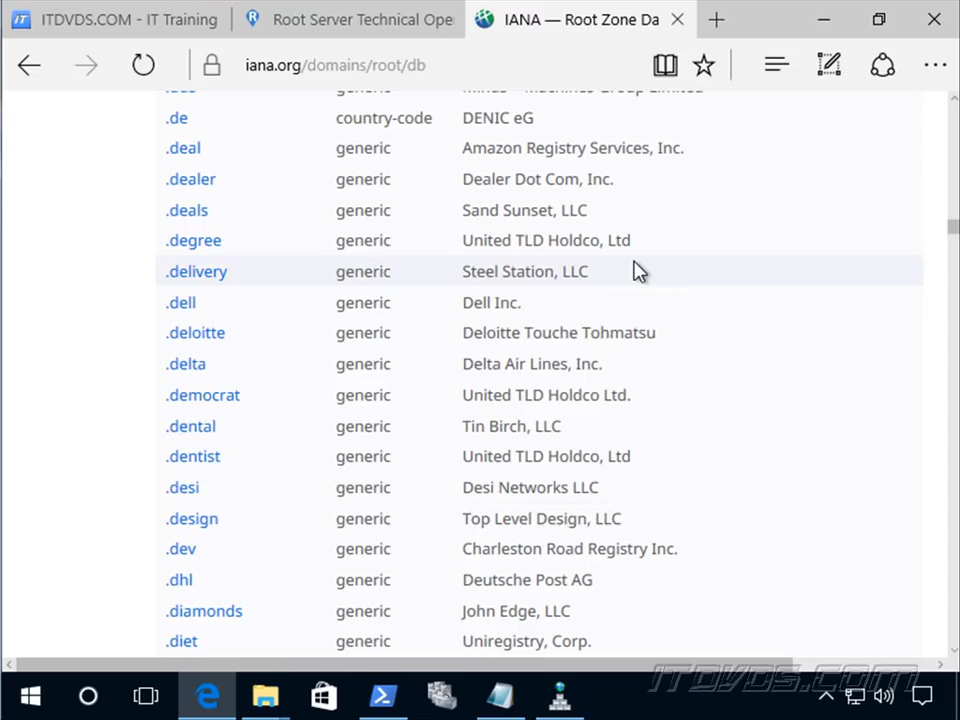 ITDVDS.COM - IT Training
Root Server Technical Ope
IANA — Root Zone Da
iana.org/domains/root/db
.de country-code DENIC eG
.deal generic Amazon Registry Services, Inc.
.dealer generic Dealer Dot Com, Inc.
.deals generic Sand Sunset, LLC
.degree generic United TLD Holdco, Ltd
.delivery generic Steel Station, LLC
.dell generic Dell Inc.
.deloitte generic Deloitte Touche Tohmatsu
.delta generic Delta Air Lines, Inc.
.democrat generic United TLD Holdco Ltd.
.dental generic Tin Birch, LLC
.dentist generic United TLD Holdco, Ltd
.desi generic Desi Networks LLC
.design generic Top Level Design, LLC
.dev generic Charleston Road Registry Inc.
.dhl generic Deutsche Post AG
.diamonds generic John Edge, LLC
.diet generic Uniregistry, Corp.
ITDVDS.COM